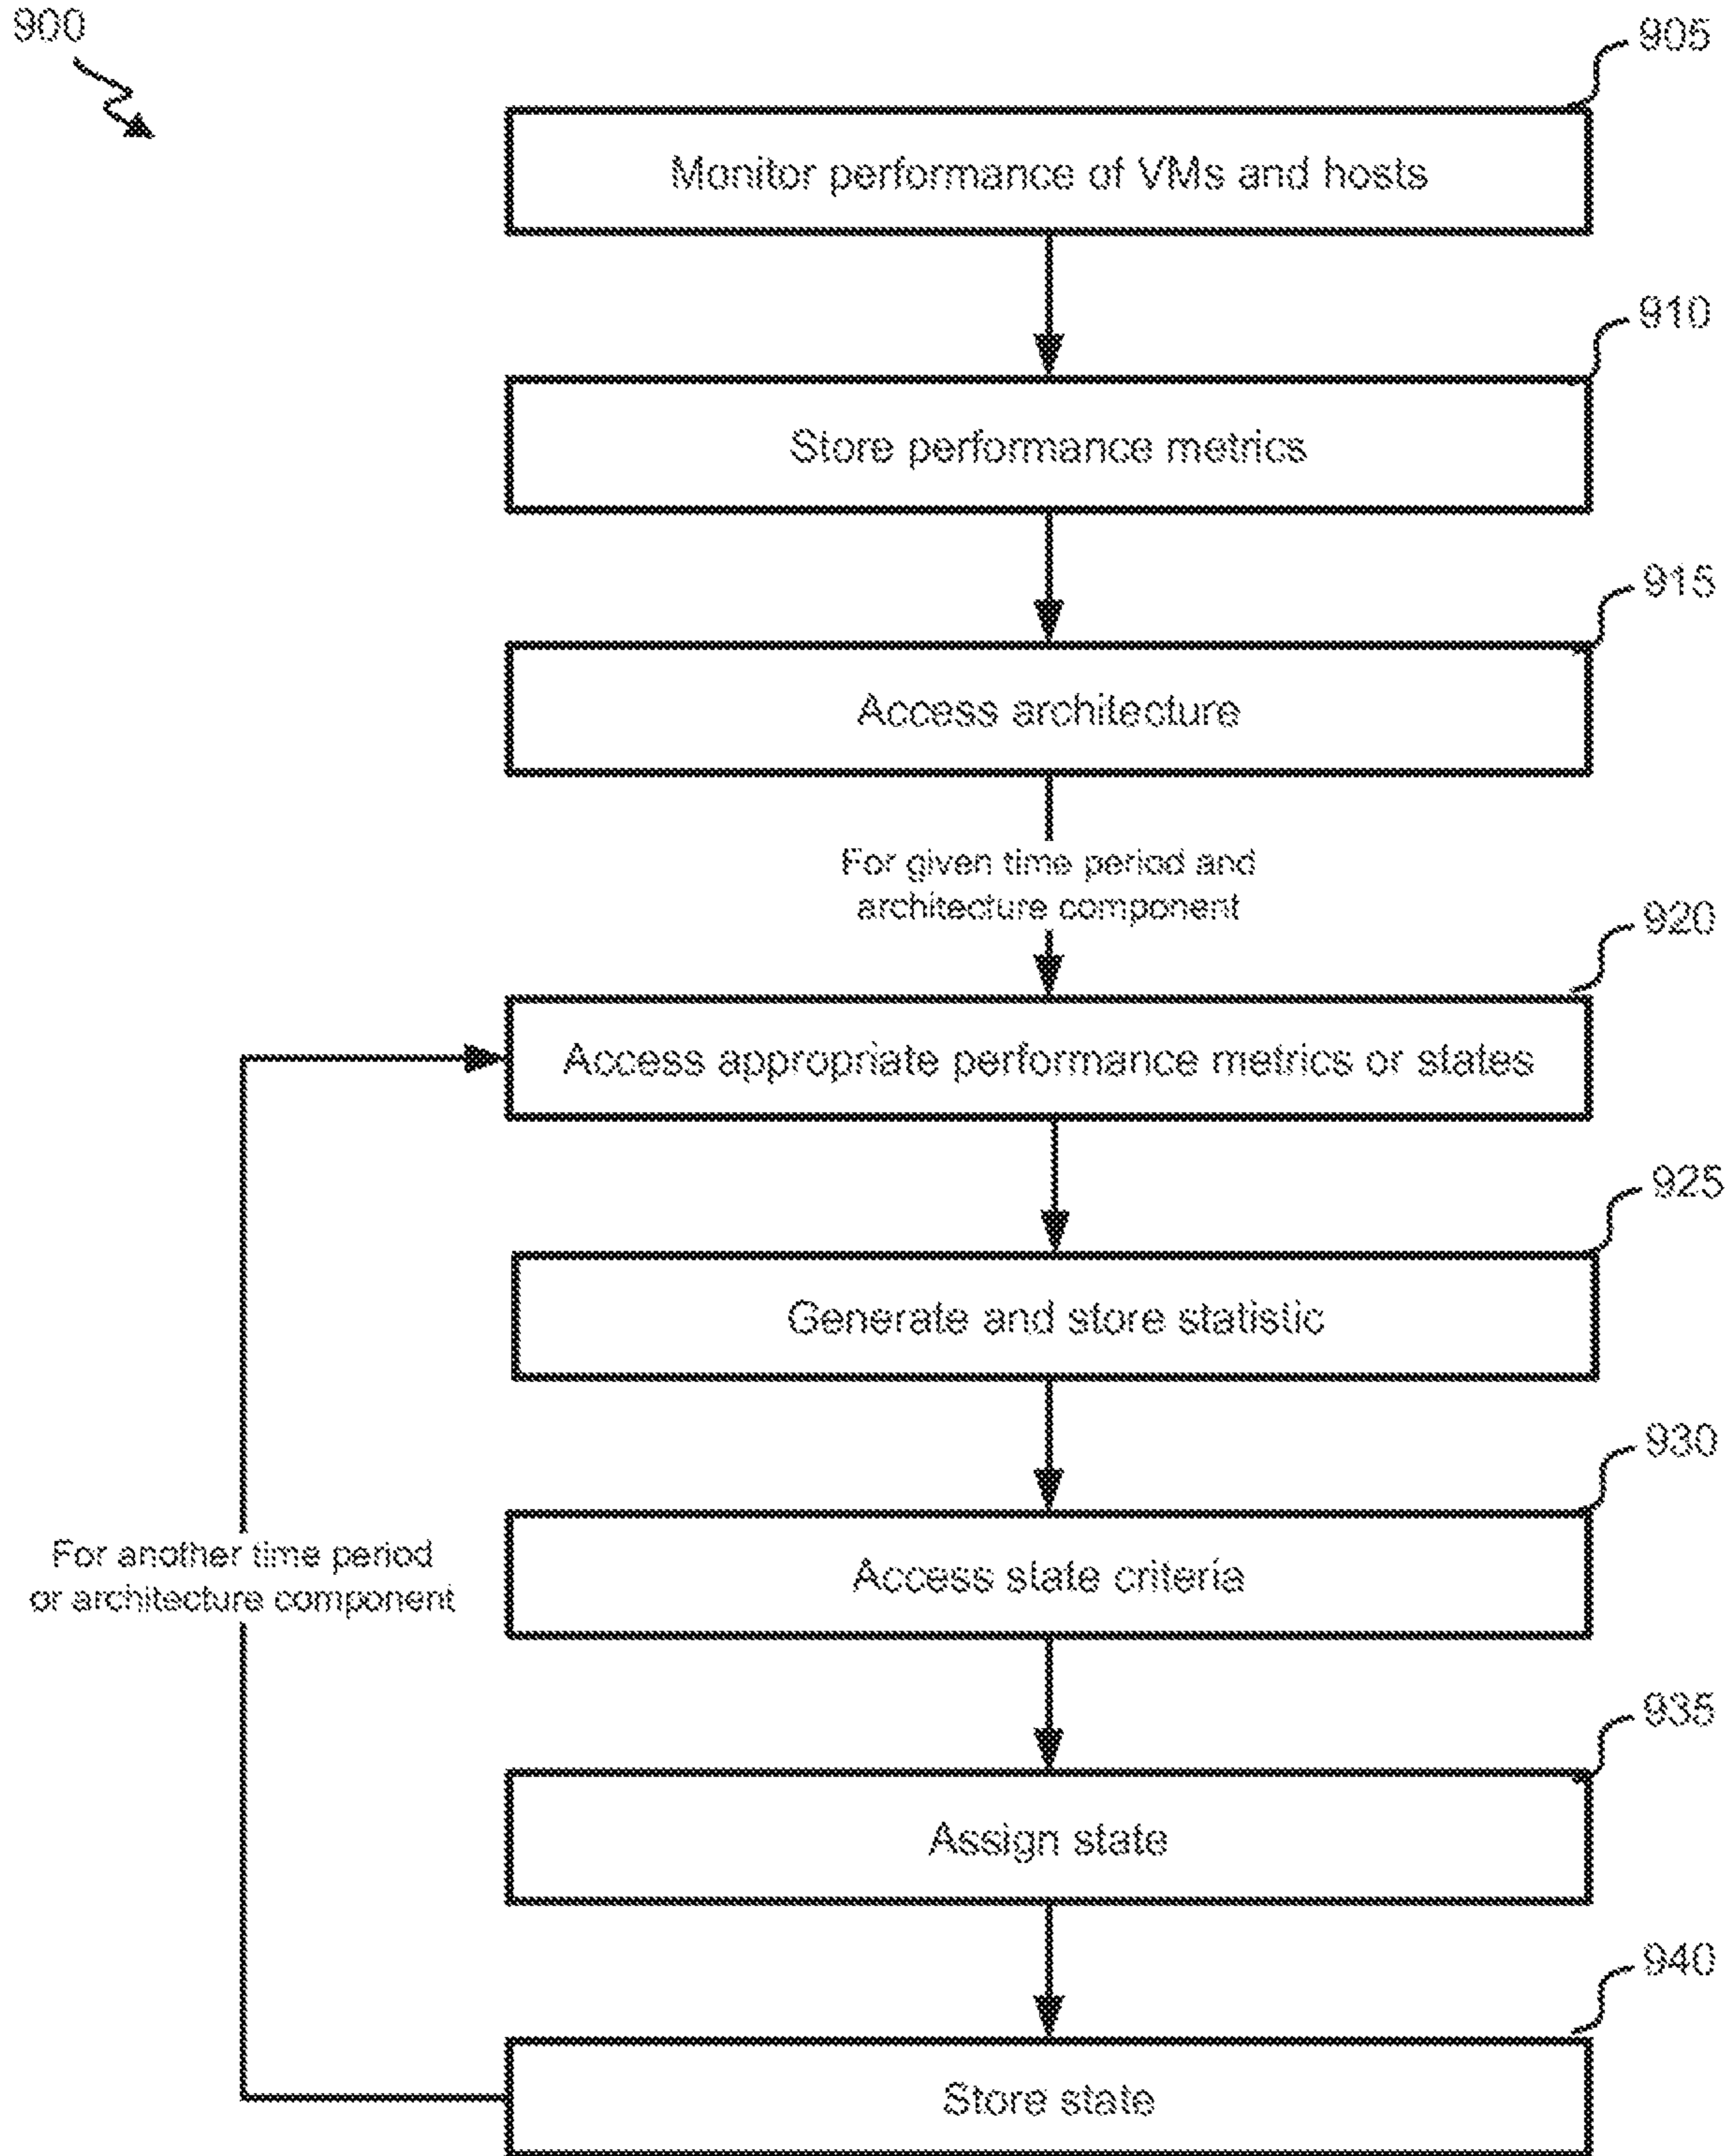 900
905
Monitor performance of VMs and hosts
910
Store performance metrics
915
Access architecture
For given time period and
architecture component
920
Access appropriate performance metrics or states
925
Generate and store statistic
930
Access state criteria
For another time period
or architecture component
935
Assign state
940
Store state